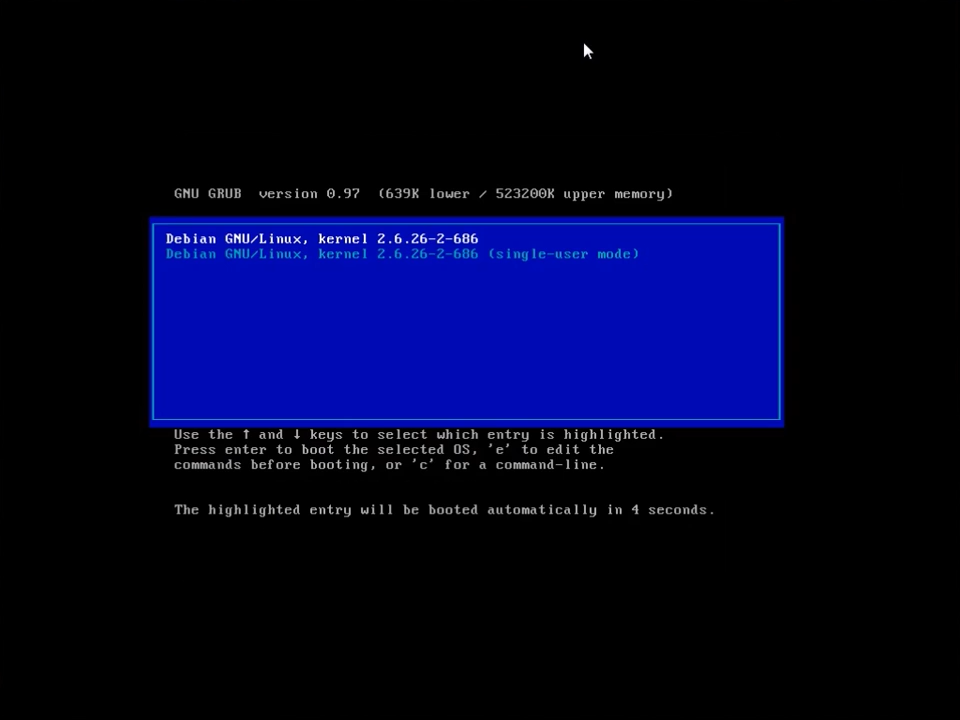 GNU GRUB  version 0.97  (639K lower / 523200K upper memory)
Debian GNU/Linux, kernel 2.6.26-2-686
Debian GNU/Linux, kernel 2.6.26-2-686 (single-user mode)
Use the ↑ and ↓ keys to select which entry is highlighted.
Press enter to boot the selected OS, 'e' to edit the
commands before booting, or 'c' for a command-line.
The highlighted entry will be booted automatically in 4 seconds.